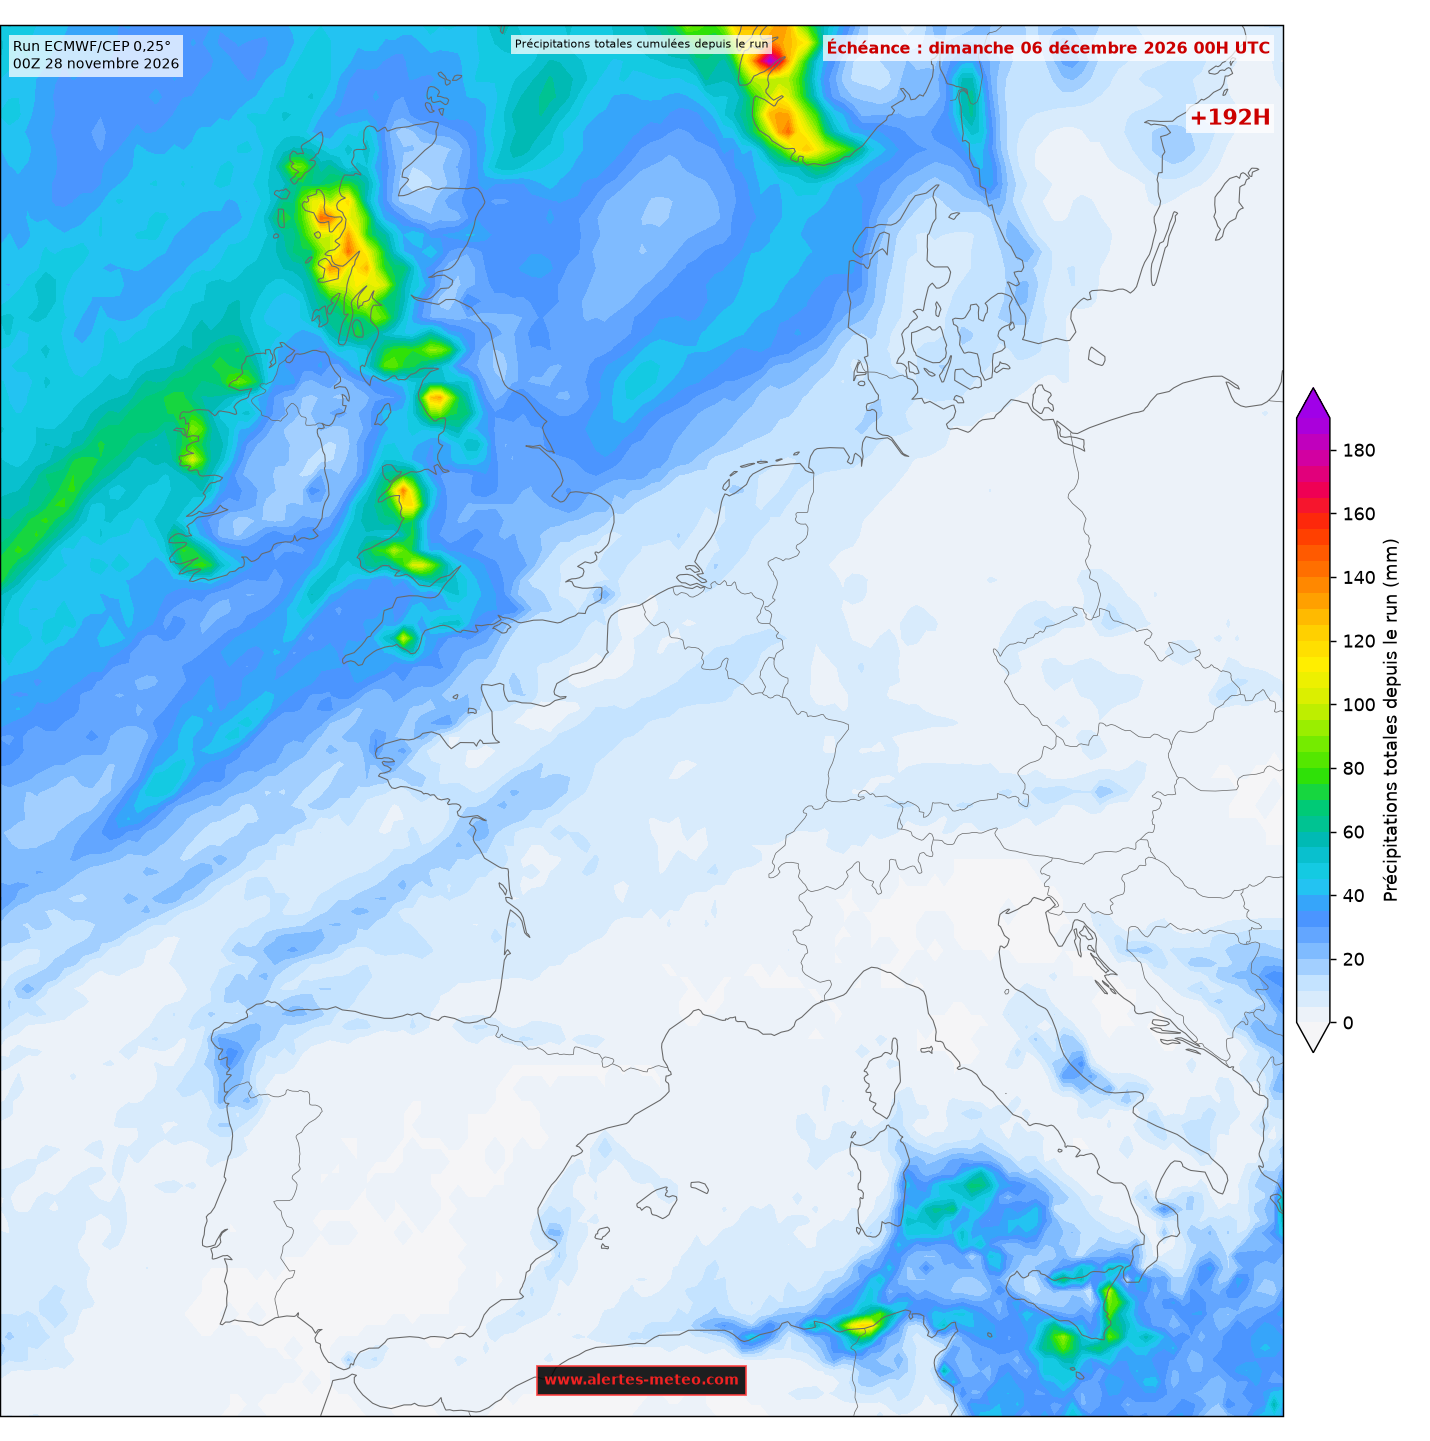 Run ECMWF/CEP 0,25°
00Z 28 novembre 2026
Précipitations totales cumulées depuis le run
Échéance : dimanche 06 décembre 2026 00H UTC
+192H
180
160
140
120
100
80
60
40
20
0
Précipitations totales depuis le run (mm)
www.alertes-meteo.com